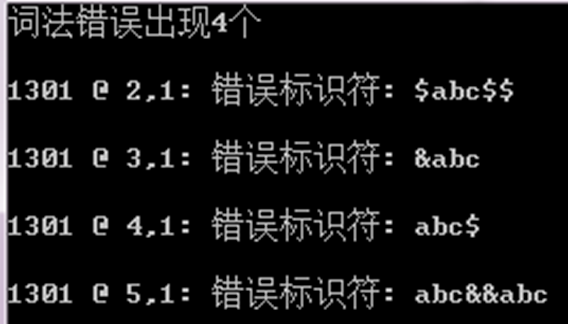 词法错误出现4个
1301 @ 2,1: 错误标识符: $abc$$
1301 @ 3,1: 错误标识符: &abc
1301 @ 4,1: 错误标识符: abc$
1301 @ 5,1: 错误标识符: abc&&abc